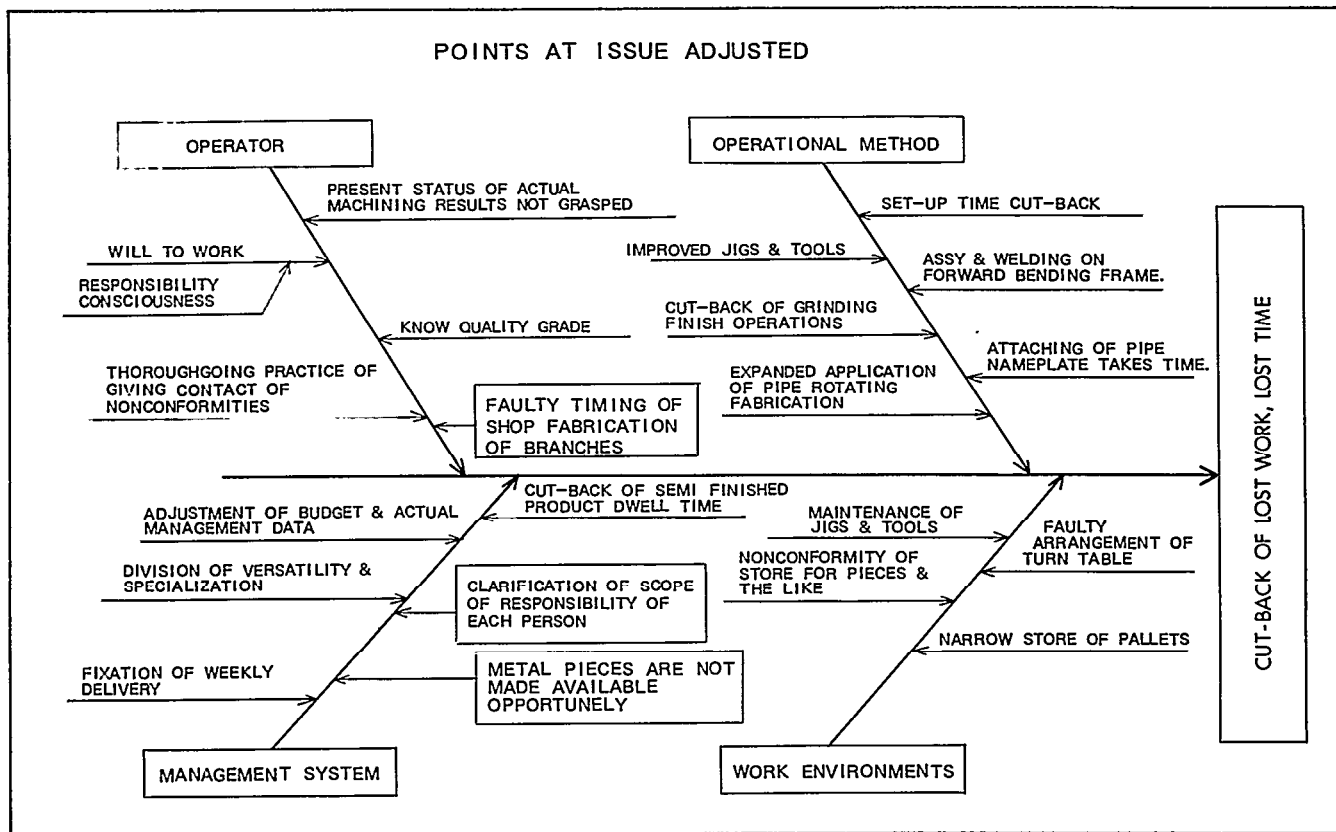 POINTS AT ISSUE ADJUSTED
OPERATOR
OPERATIONAL METHOD
PRESENT STATUS OF ACTUAL
MACHINING RESULTS NOT GRASPED
WILL TO WORK
RESPONSIBILITY
CONSCIOUSNESS
KNOW QUALITY GRADE
THOROUGHGOING PRACTICE OF
GIVING CONTACT OF
NONCONFORMITIES
FAULTY TIMING OF
SHOP FABRICATION
OF BRANCHES
SET-UP TIME CUT-BACK
IMPROVED JIGS & TOOLS
ASSY & WELDING ON
FORWARD BENDING FRAME.
CUT-BACK OF GRINDING
FINISH OPERATIONS
ATTACHING OF PIPE
NAMEPLATE TAKES TIME.
EXPANDED APPLICATION
OF PIPE ROTATING
FABRICATION
CUT-BACK OF LOST WORK, LOST TIME
CUT-BACK OF SEMI FINISHED
PRODUCT DWELL TIME
ADJUSTMENT OF BUDGET & ACTUAL
MANAGEMENT DATA
DIVISION OF VERSATILITY &
SPECIALIZATION
CLARIFICATION OF SCOPE
OF RESPONSIBILITY OF
EACH PERSON
FIXATION OF WEEKLY
DELIVERY
METAL PIECES ARE NOT
MADE AVAILABLE
OPPORTUNELY
MAINTENANCE OF
JIGS & TOOLS
FAULTY
ARRANGEMENT OF
TURN TABLE
NONCONFORMITY OF
STORE FOR PIECES &
THE LIKE
NARROW STORE OF PALLETS
MANAGEMENT SYSTEM
WORK ENVIRONMENTS